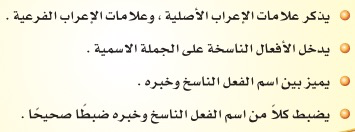 يذكر علامات الإعراب الأصلية ، وعلامات الإعراب الفرعية .
يدخل الأفعال الناسخة على الجملة الاسمية .
يميز بين اسم الفعل الناسخ وخبره .
يضبط كلاً من اسم الفعل الناسخ وخبره ضبطًا صحيحًا .